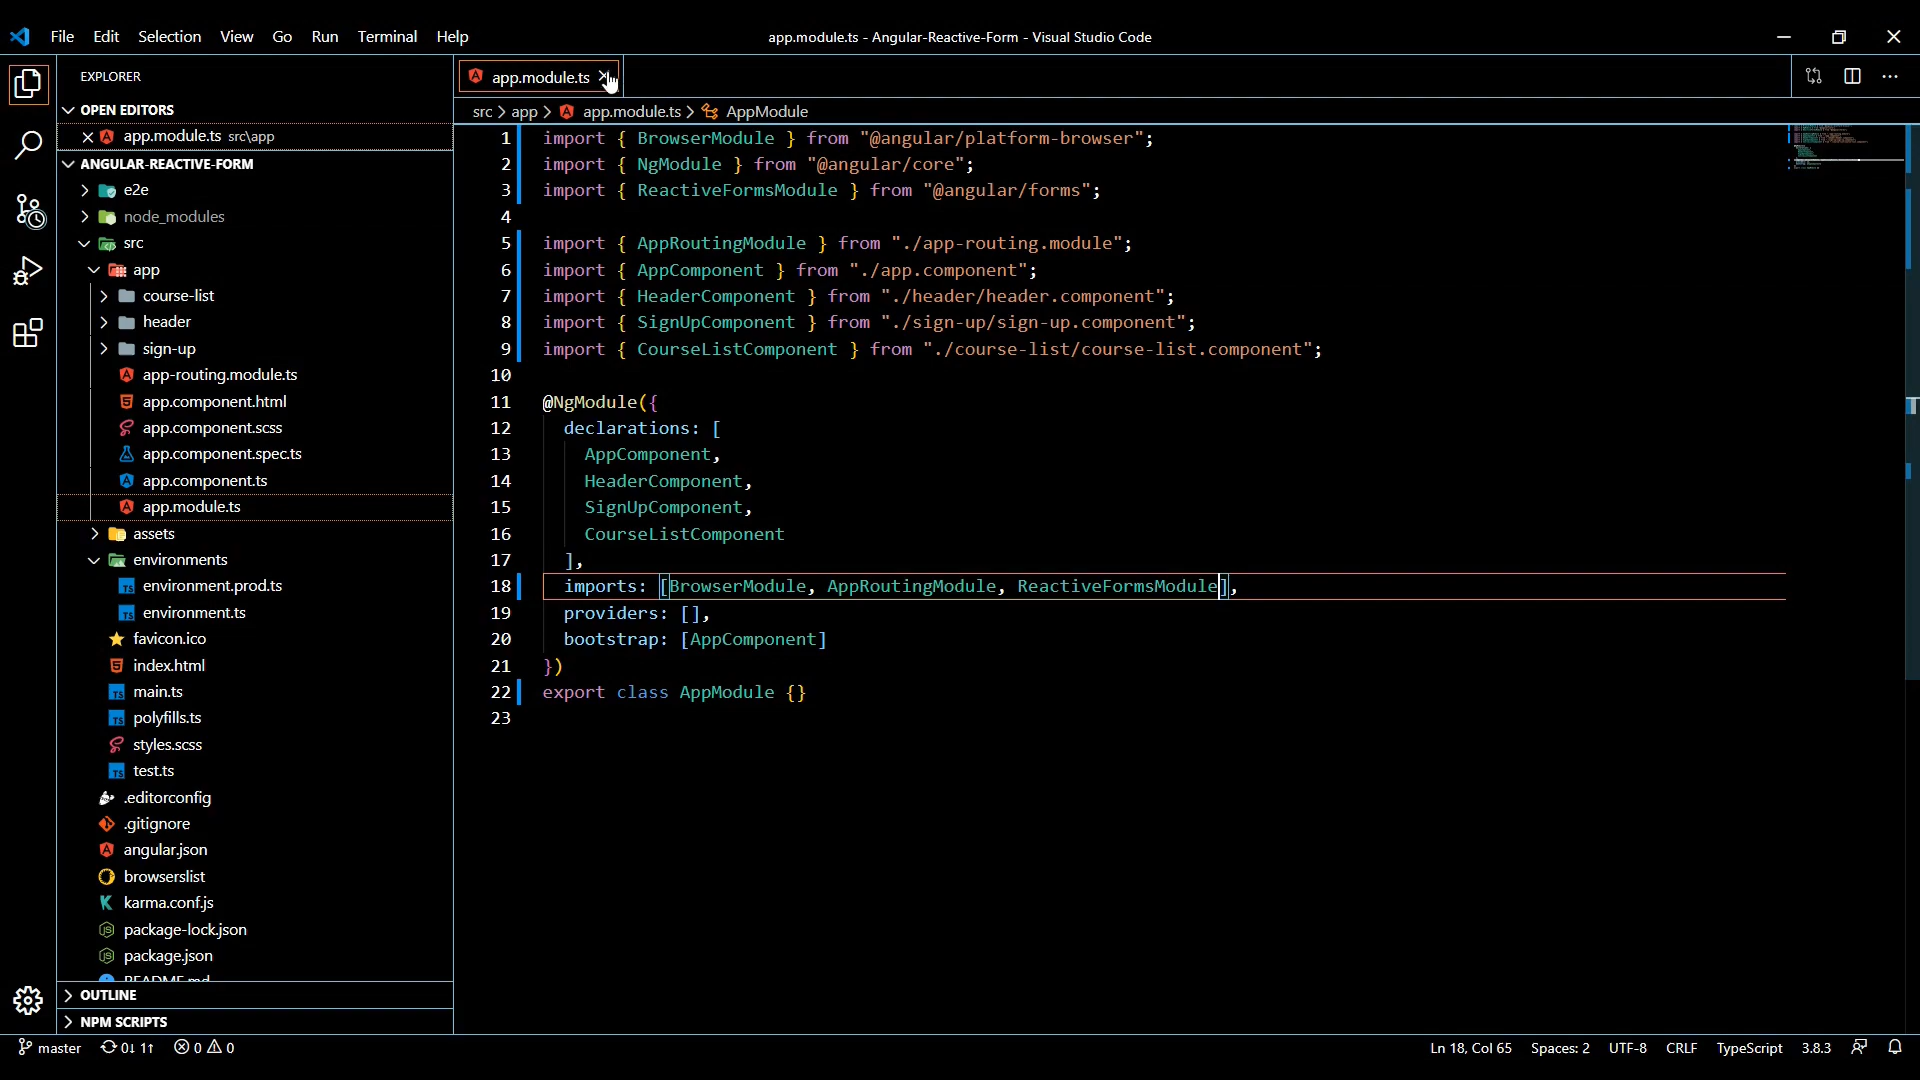 File Edit Selection View Go Run Terminal Help
app.module.ts - Angular-Reactive-Form - Visual Studio Code
EXPLORER
OPEN EDITORS
app.module.ts src\app
ANGULAR-REACTIVE-FORM
e2e
node_modules
src
app
course-list
header
sign-up
app-routing.module.ts
app.component.html
app.component.scss
app.component.spec.ts
app.component.ts
app.module.ts
assets
environments
environment.prod.ts
environment.ts
favicon.ico
index.html
main.ts
polyfills.ts
styles.scss
test.ts
.editorconfig
.gitignore
angular.json
browserslist
karma.conf.js
package-lock.json
package.json
README.md
OUTLINE
NPM SCRIPTS
app.module.ts
src > app > app.module.ts > AppModule
1 import { BrowserModule } from "@angular/platform-browser";
2 import { NgModule } from "@angular/core";
3 import { ReactiveFormsModule } from "@angular/forms";
4
5 import { AppRoutingModule } from "./app-routing.module";
6 import { AppComponent } from "./app.component";
7 import { HeaderComponent } from "./header/header.component";
8 import { SignUpComponent } from "./sign-up/sign-up.component";
9 import { CourseListComponent } from "./course-list/course-list.component";
10
11 @NgModule({
12 declarations: [
13 AppComponent,
14 HeaderComponent,
15 SignUpComponent,
16 CourseListComponent
17 ],
18 imports: [BrowserModule, AppRoutingModule, ReactiveFormsModule],
19 providers: [],
20 bootstrap: [AppComponent]
21 })
22 export class AppModule {}
23
master 0↓ 1↑ 0 0
Ln 18, Col 65 Spaces: 2 UTF-8 CRLF TypeScript 3.8.3